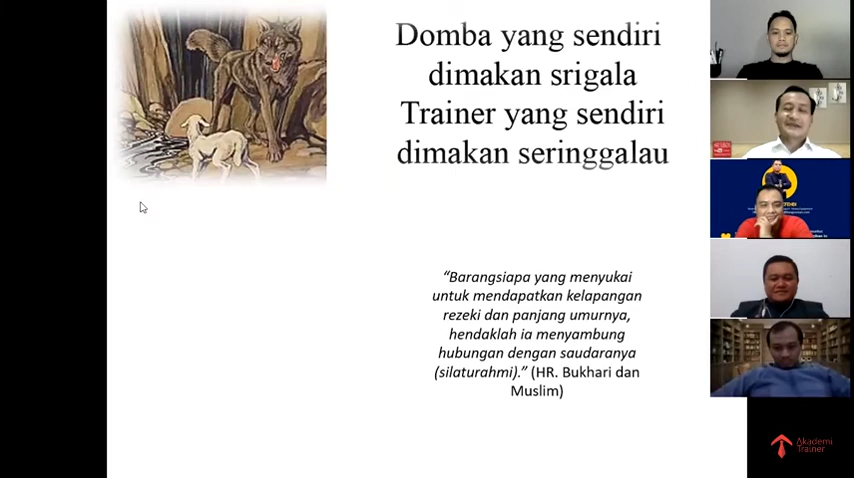 Domba yang sendiri
dimakan srigala
Trainer yang sendiri
dimakan seringgalau
“Barangsiapa yang menyukai
untuk mendapatkan kelapangan
rezeki dan panjang umurnya,
hendaklah ia menyambung
hubungan dengan saudaranya
(silaturahmi).” (HR. Bukhari dan
Muslim)
Akademi
Trainer